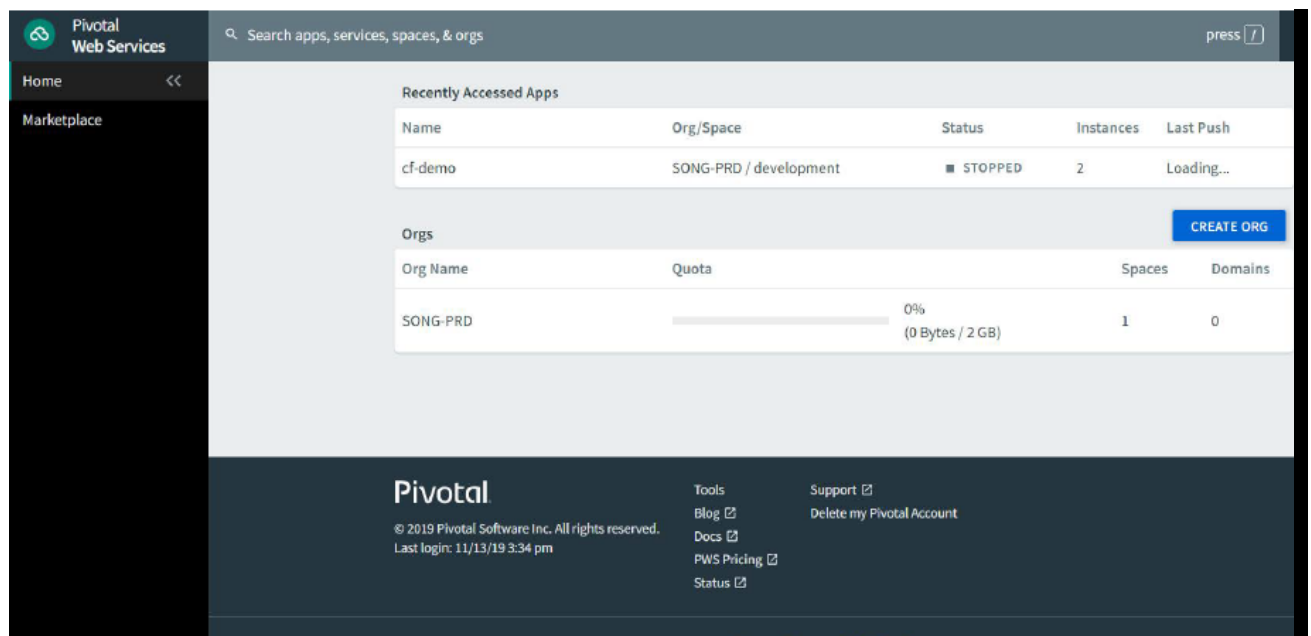 Pivotal
Web Services
Search apps, services, spaces, & orgs
press /
Home <<
Marketplace
Recently Accessed Apps
Name Org/Space Status Instances Last Push
cf-demo SONG-PRD / development STOPPED 2 Loading...
Orgs
CREATE ORG
Org Name Quota Spaces Domains
SONG-PRD 0% 1 0
(0 Bytes / 2 GB)
Pivotal
© 2019 Pivotal Software Inc. All rights reserved.
Last login: 11/13/19 3:34 pm
Tools
Blog
Docs
PWS Pricing
Status
Support
Delete my Pivotal Account